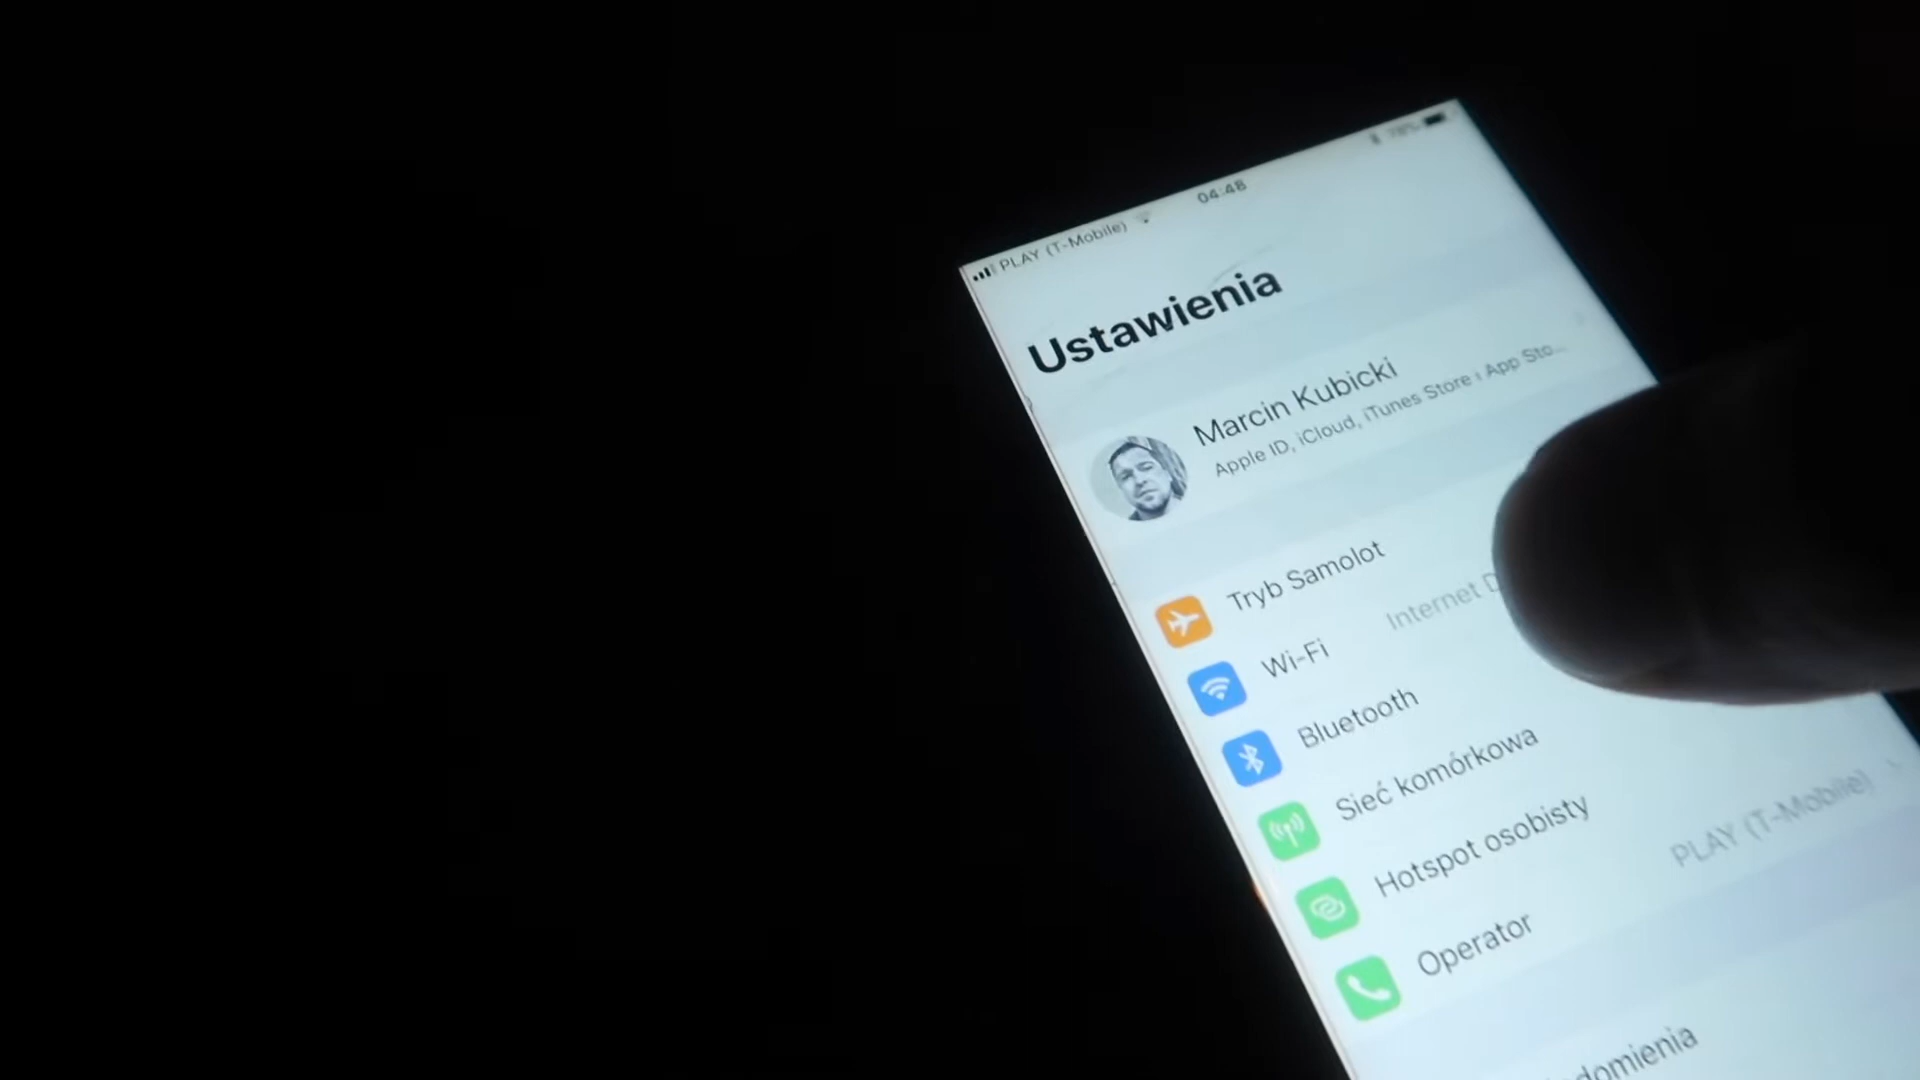 PLAY (T-Mobile) 04:48
Ustawienia
Marcin Kubicki
Apple ID, iCloud, iTunes Store i App Sto...
Tryb Samolot
Wi-Fi Internet D
Bluetooth
Sieć komórkowa
Hotspot osobisty
Operator PLAY (T-Mobile)